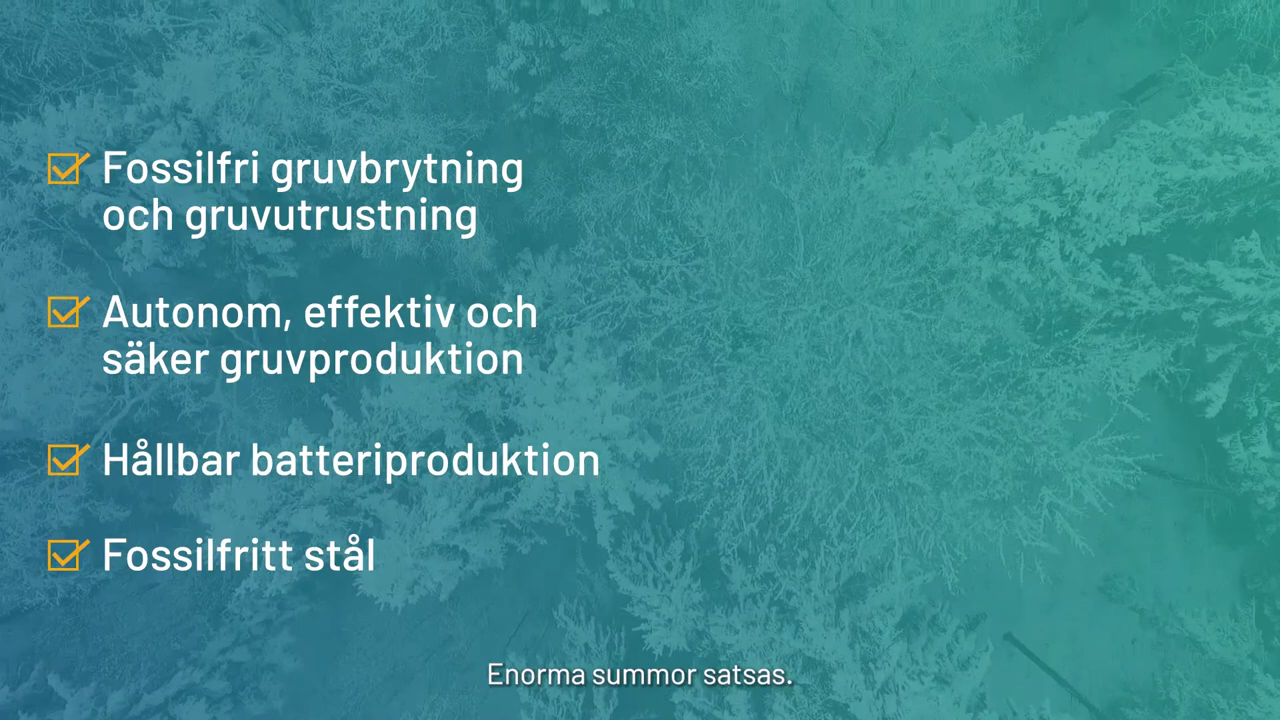 Fossilfri gruvbrytning
och gruvutrustning
Autonom, effektiv och
säker gruvproduktion
Hållbar batteriproduktion
Fossilfritt stål
Enorma summor satsas.